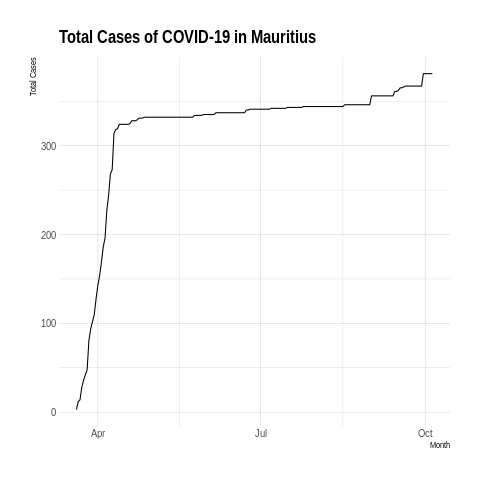 Total Cases of COVID-19 in Mauritius
Total Cases
300
200
100
0
Apr
Jul
Oct
Month